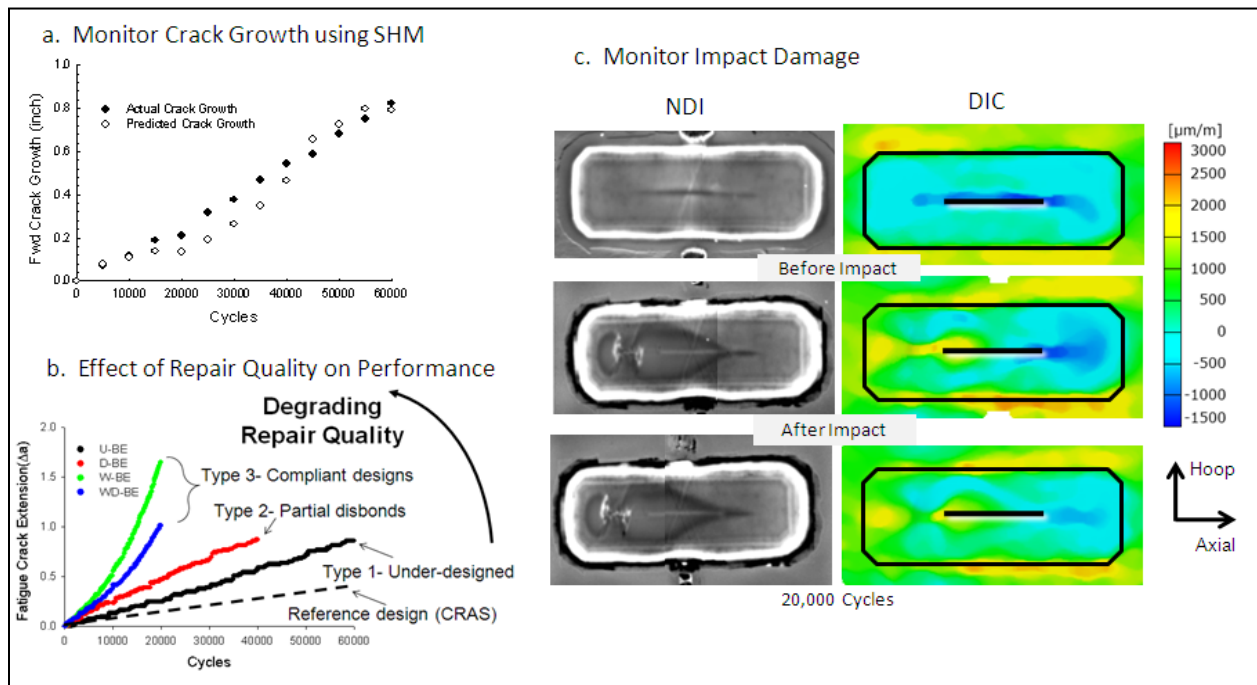 a. Monitor Crack Growth using SHM
1.0
0.8
0.6
0.4
0.2
0.0
Fwd Crack Growth (inch)
Actual Crack Growth
Predicted Crack Growth
0 10000 20000 30000 40000 50000 60000
Cycles
b. Effect of Repair Quality on Performance
Degrading
Repair Quality
2.0
1.5
1.0
0.5
0.0
Fatigue Crack Extension(Δa)
U-BE
D-BE
W-BE
WD-BE
Type 3- Compliant designs
Type 2- Partial disbonds
Type 1- Under-designed
Reference design (CRAS)
0 10000 20000 30000 40000 50000 60000
Cycles
c. Monitor Impact Damage
NDI DIC
Before Impact
After Impact
20,000 Cycles
[µm/m]
3000
2500
2000
1500
1000
500
0
-500
-1000
-1500
Hoop
Axial